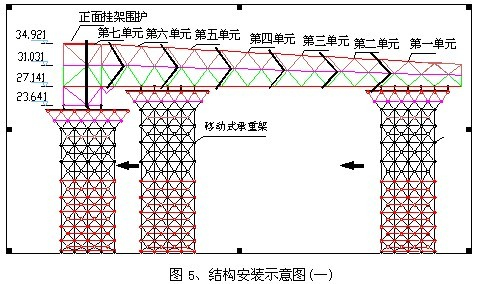 正面挂架围护
34.921
第七单元 第六单元 第五单元 第四单元 第三单元 第二单元 第一单元
31.031
27.141
23.641
移动式承重架
图 5、结构安装示意图(一)